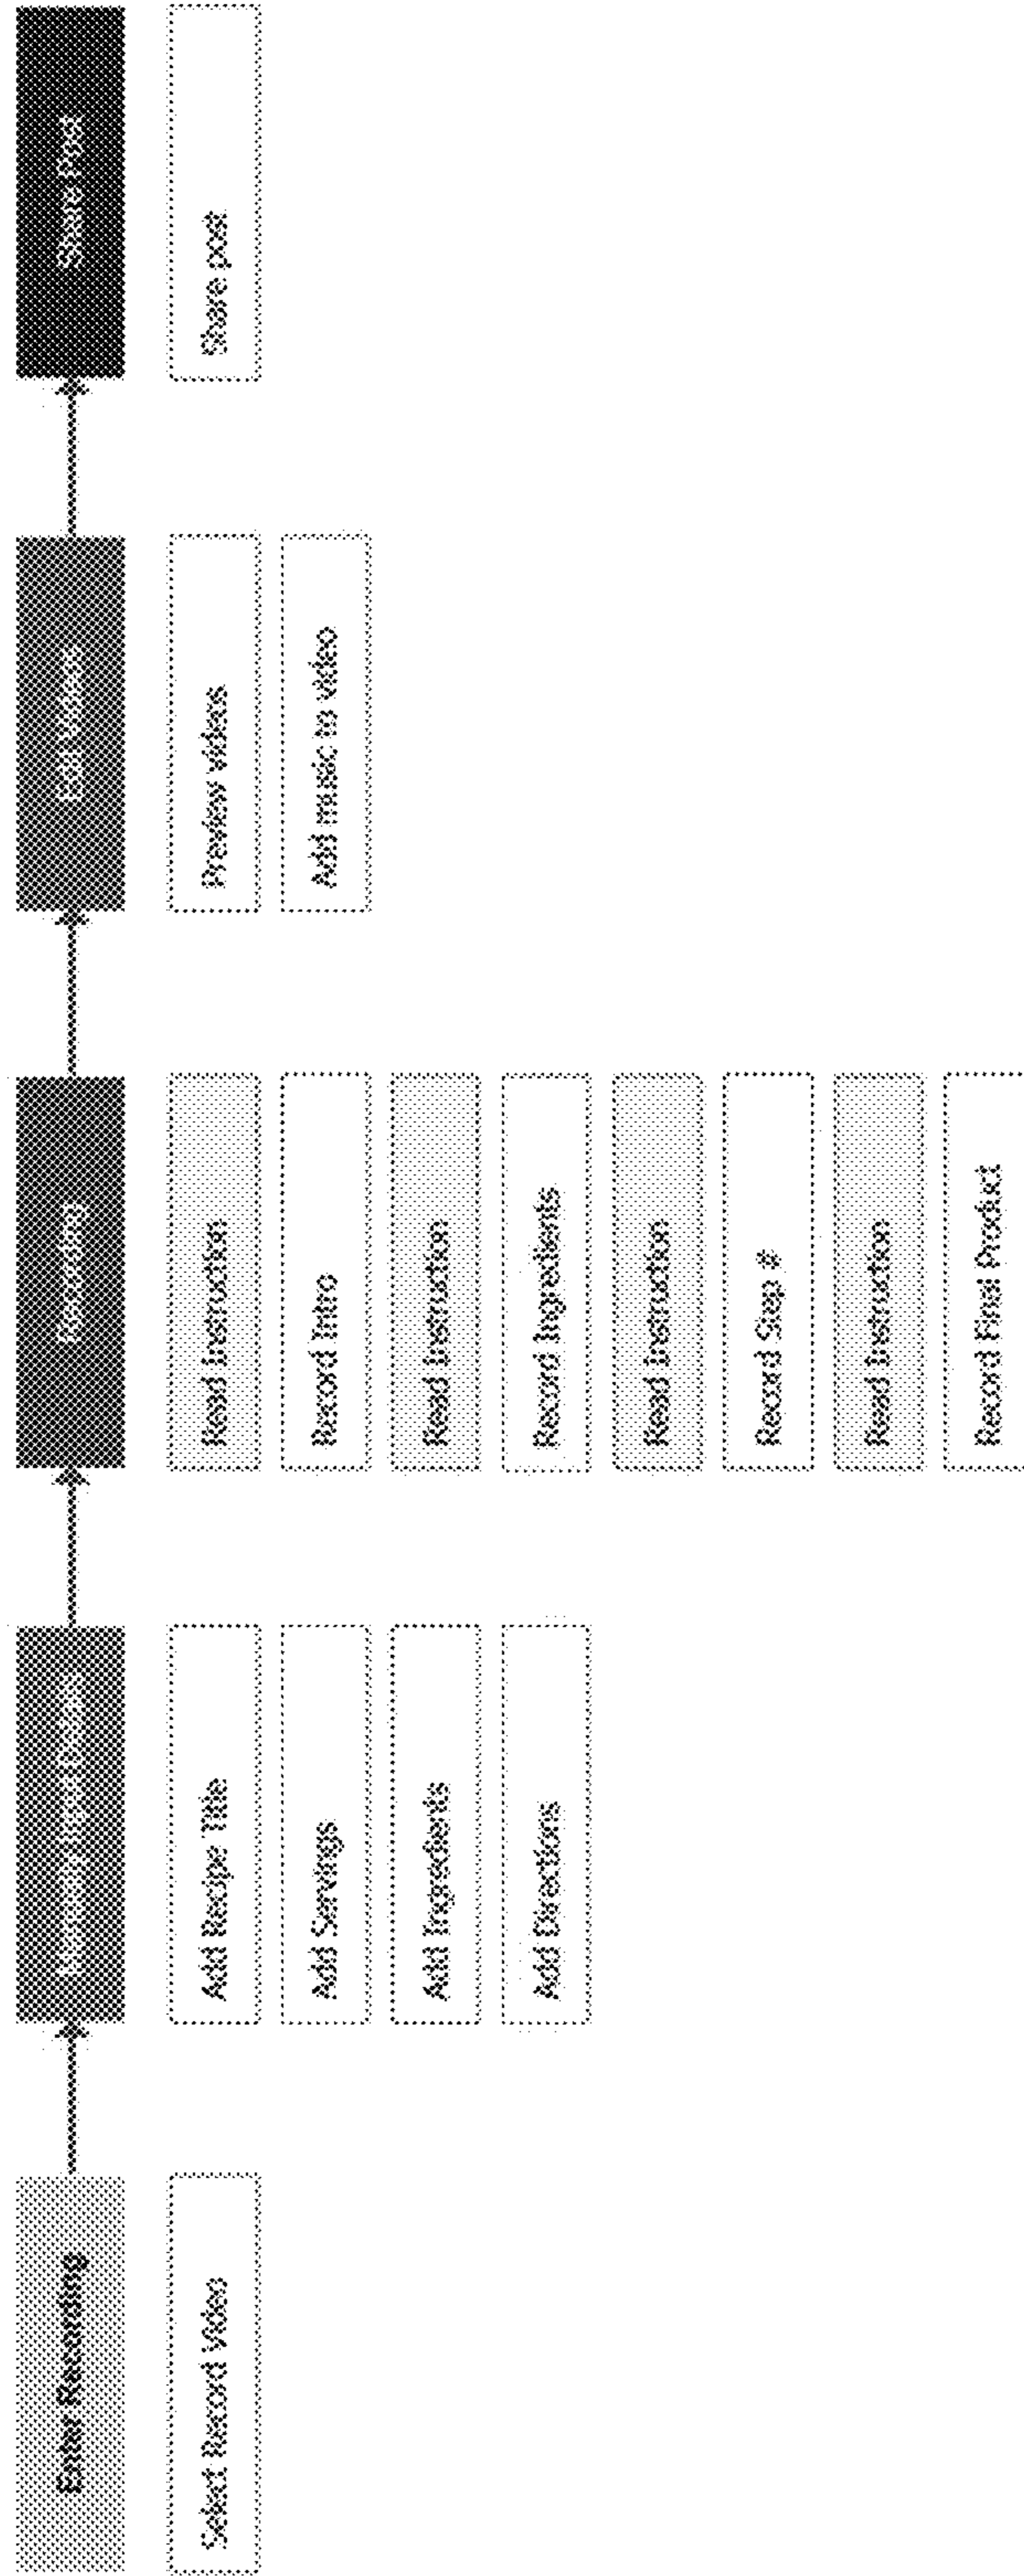 Enter Recording
Select Record Video
Add Recipe Title
Add Servings
Add Ingredients
Add Directions
Read Instruction
Record Intro
Read Instruction
Record Ingredients
Read Instruction
Record Step #
Read Instruction
Record Final Product
Preview videos
Add music to video
Share Post
Share post